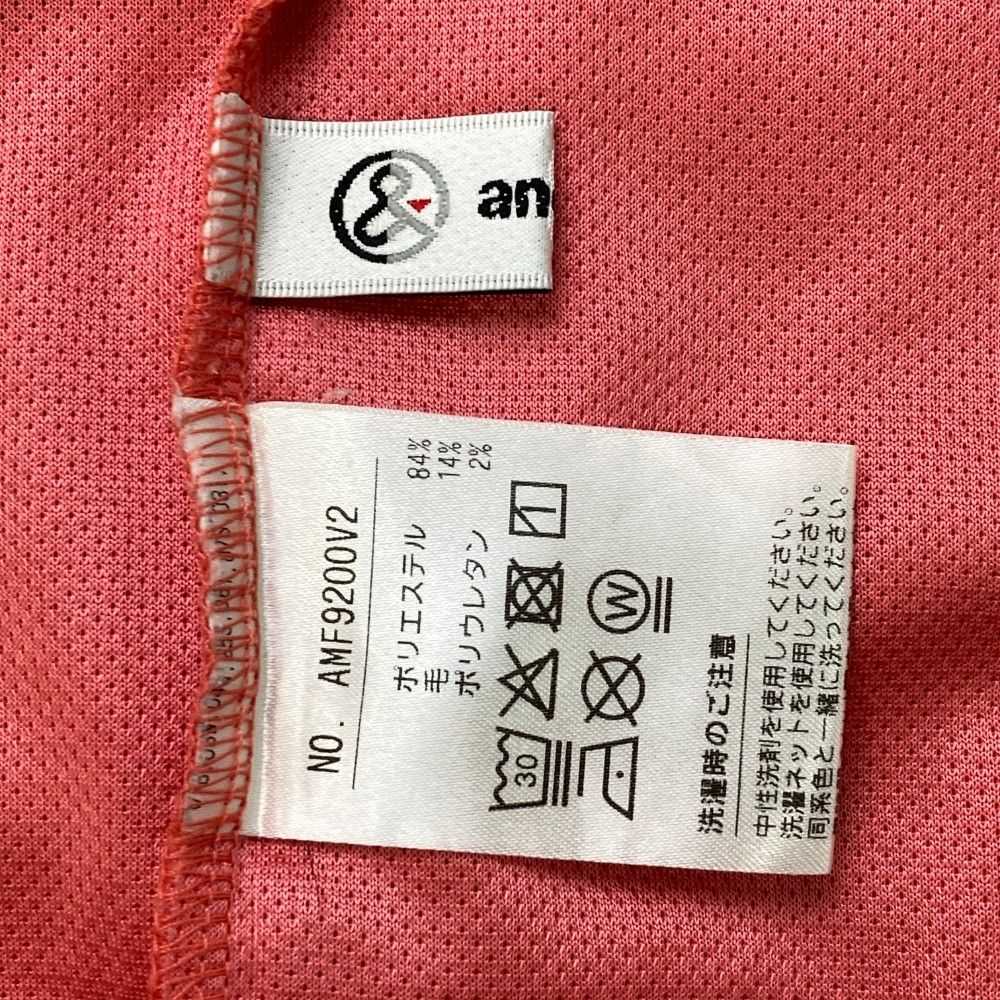 an
NO. AMF9200V2
ポリエステル 84%
毛 14%
ポリウレタン 2%
30
W
洗濯時のご注意
中性洗剤を使用してください。
洗濯ネットを使用してください。
同系色と一緒に洗ってください。